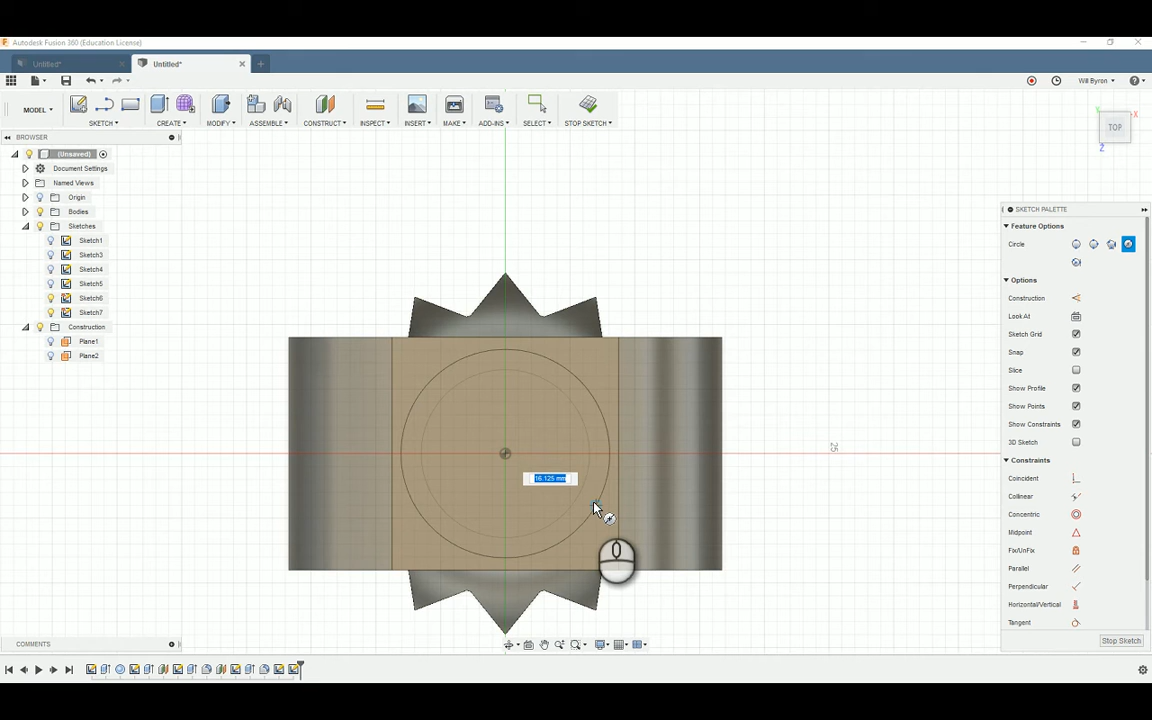 Autodesk Fusion 360 (Education License)
Untitled*
Untitled*
MODEL
SKETCH
CREATE
MODIFY
ASSEMBLE
CONSTRUCT
INSPECT
INSERT
MAKE
ADD-INS
SELECT
STOP SKETCH
Will Byron
BROWSER
(Unsaved)
Document Settings
Named Views
Origin
Bodies
Sketches
Sketch1
Sketch3
Sketch4
Sketch5
Sketch6
Sketch7
Construction
Plane1
Plane2
TOP
X
Z
25
16.125 mm
SKETCH PALETTE
Feature Options
Circle
Options
Construction
Look At
Sketch Grid
Snap
Slice
Show Profile
Show Points
Show Constraints
3D Sketch
Constraints
Coincident
Collinear
Concentric
Midpoint
Fix/UnFix
Parallel
Perpendicular
Horizontal/Vertical
Tangent
Stop Sketch
COMMENTS